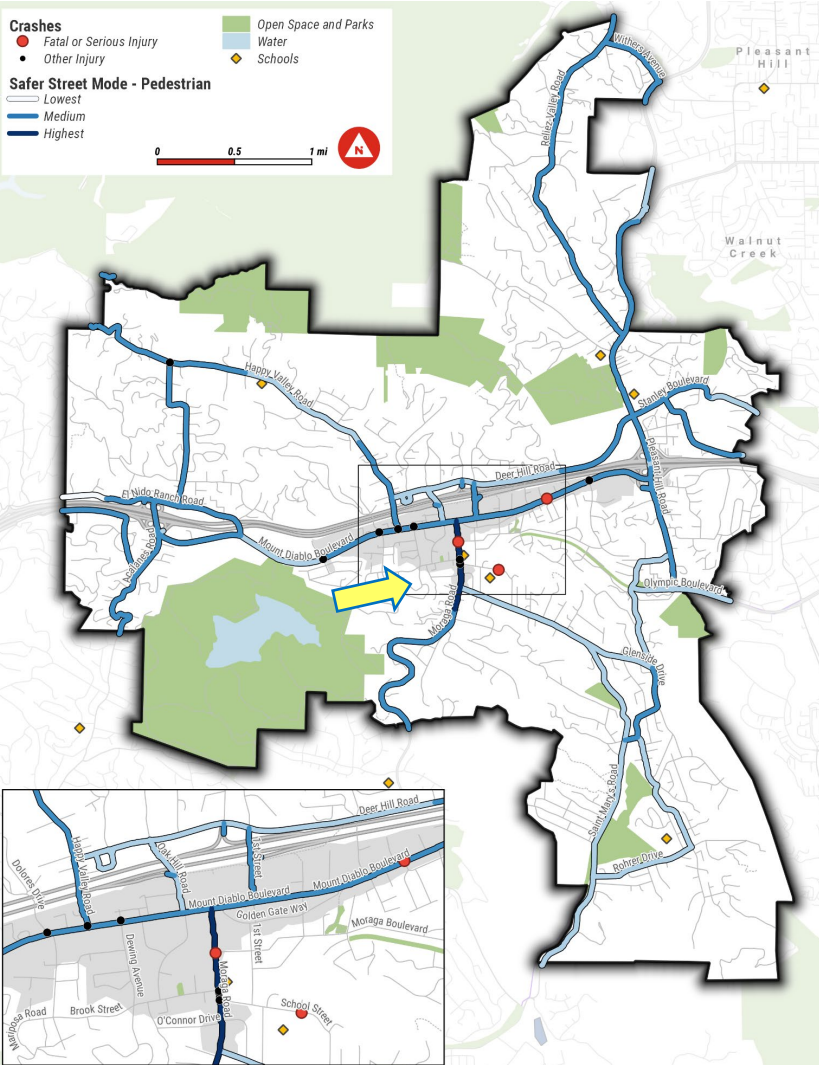 Crashes
Fatal or Serious Injury
Other Injury
Safer Street Mode - Pedestrian
Lowest
Medium
Highest
Open Space and Parks
Water
Schools
0 0.5 1 mi
N
Withers Avenue
Pleasant
Hill
Reliez Valley Road
Walnut
Creek
Happy Valley Road
Stanley Boulevard
Deer Hill Road
Pleasant Hill Road
El Nido Ranch Road
Acalanes Road
Mount Diablo Boulevard
Olympic Boulevard
Moraga Road
Glenside Drive
Saint Mary's Road
Rohrer Drive
Deer Hill Road
Dolores Drive
Happy Valley Road
Oak Hill Road
1st Street
Mount Diablo Boulevard
Mount Diablo Boulevard
Golden Gate Way
Moraga Boulevard
Dewing Avenue
1st Street
Moraga Road
Mariposa Road
Brook Street
O'Connor Drive
School Street